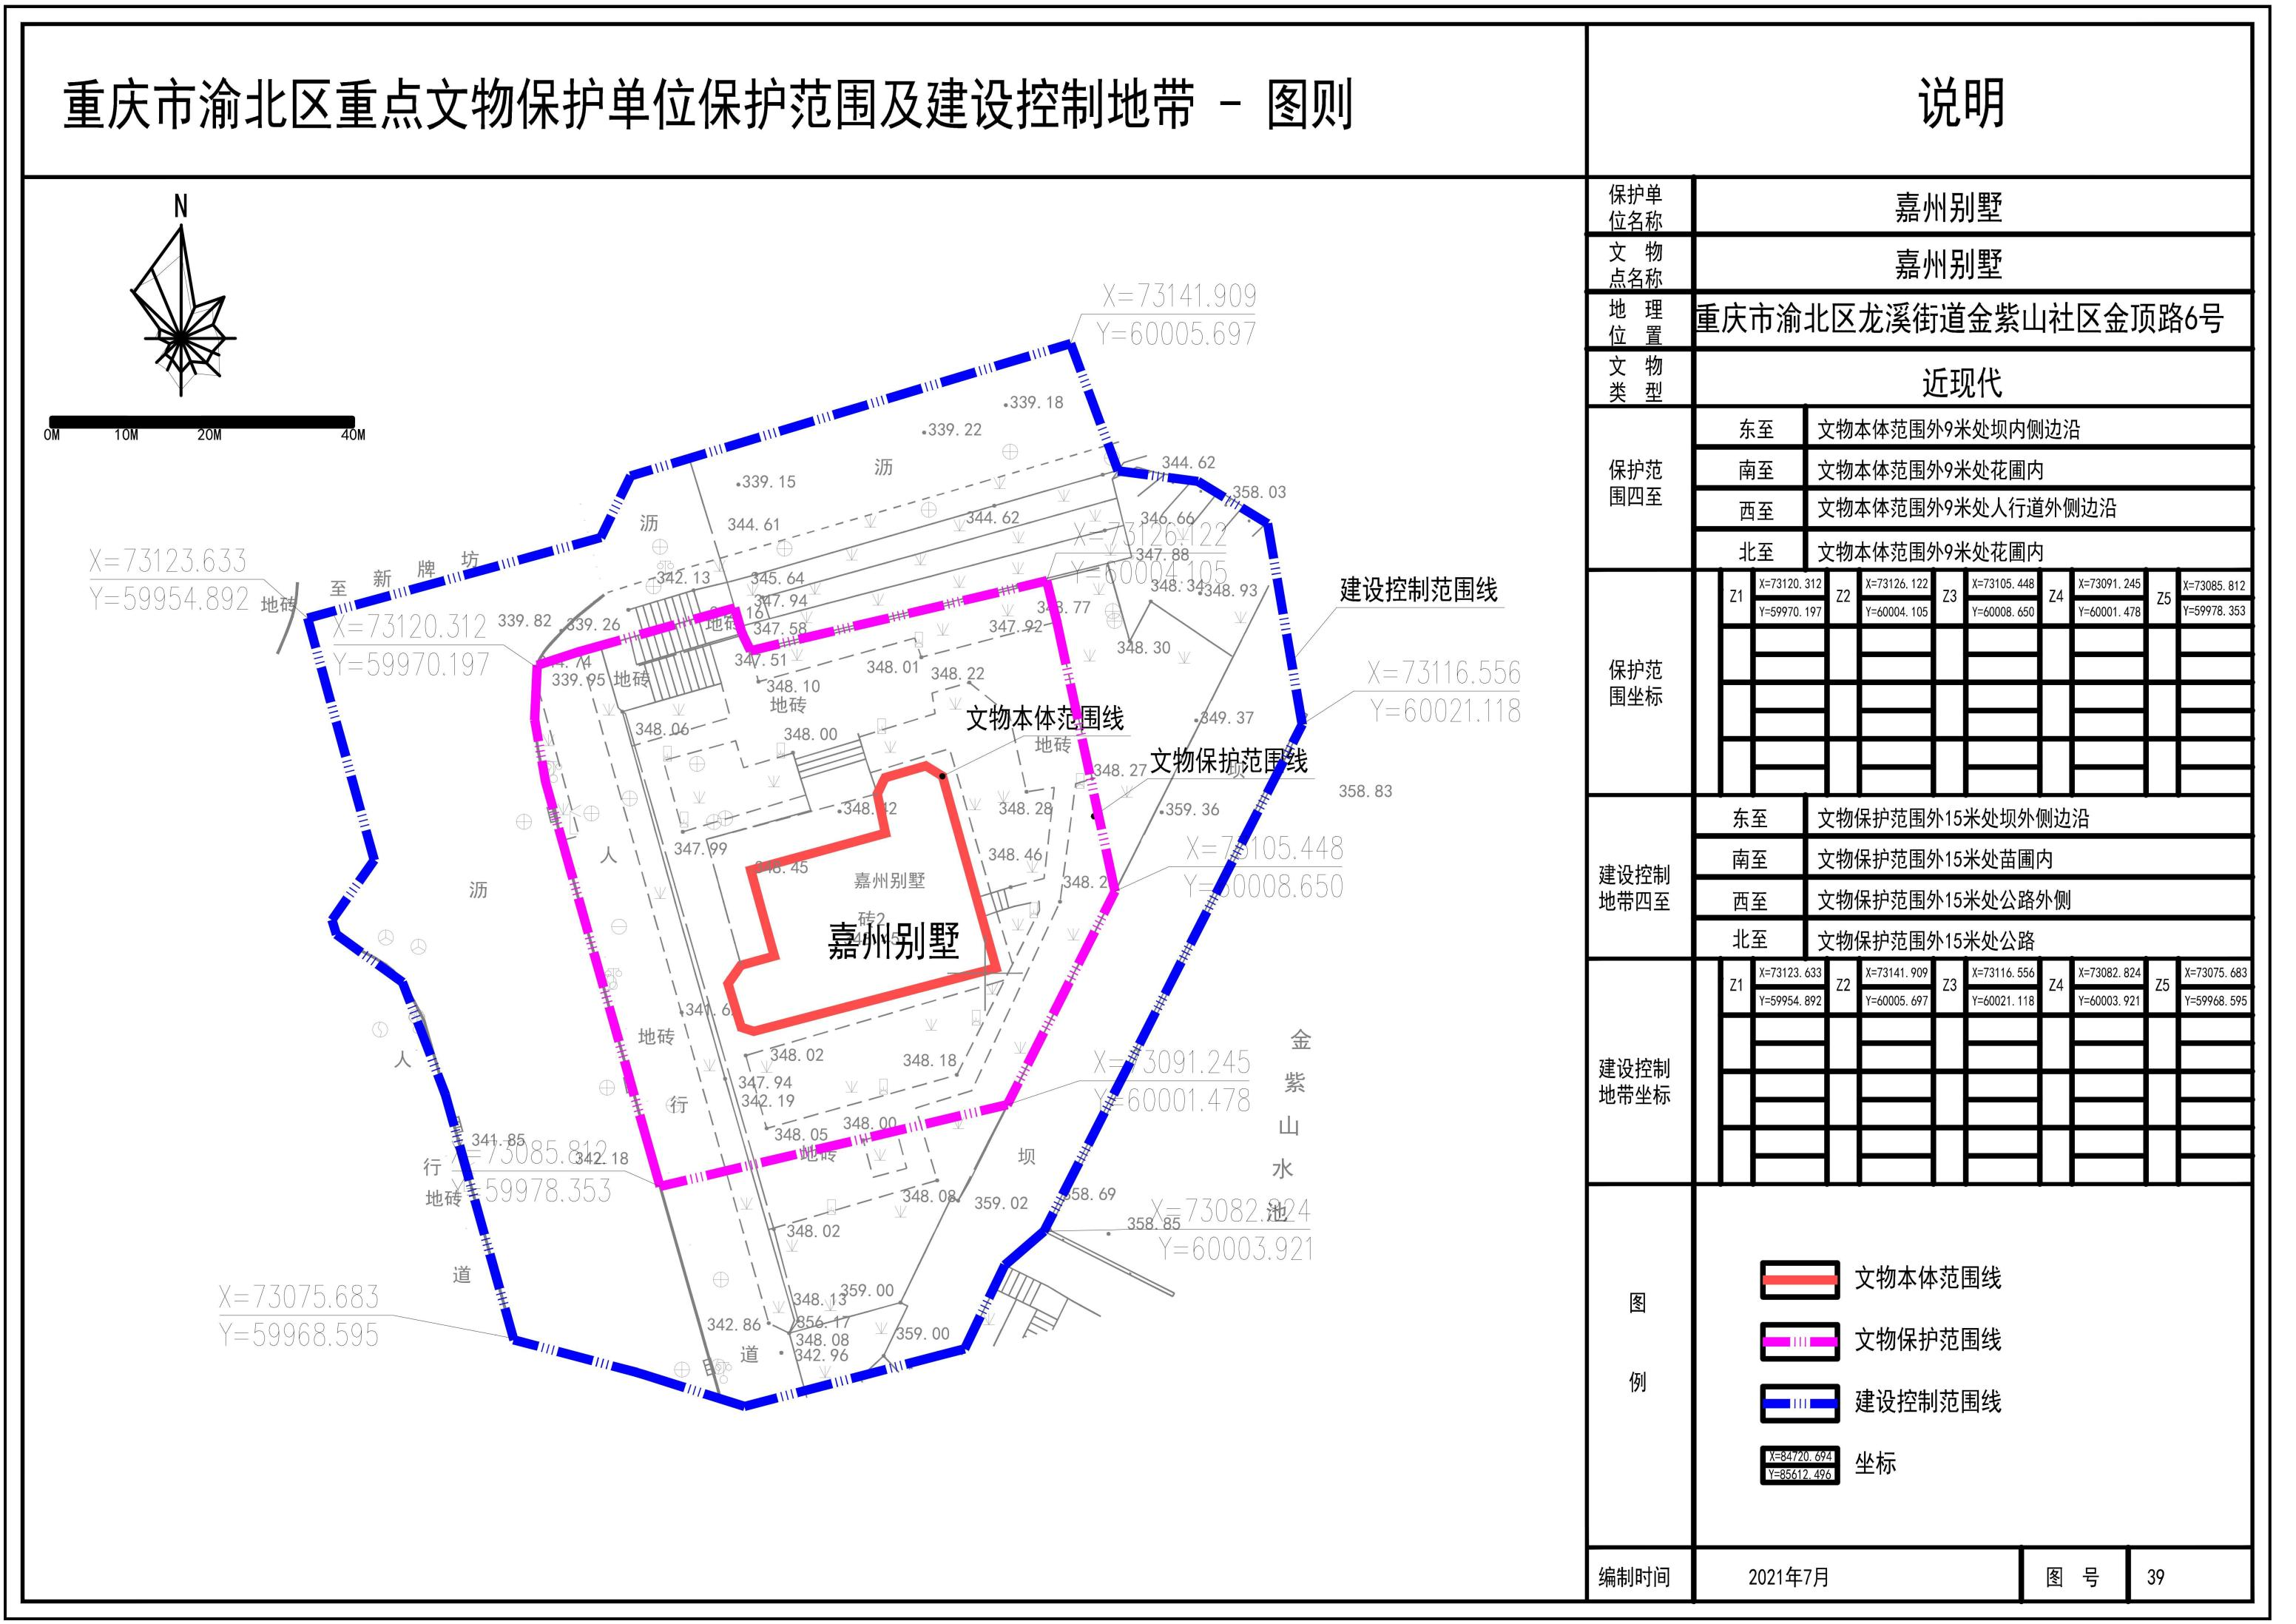 重庆市渝北区重点文物保护单位保护范围及建设控制地带 - 图则
说明
N
0M 10M 20M 40M
保护单位名称 嘉州别墅
文物点名称 嘉州别墅
地理位置 重庆市渝北区龙溪街道金紫山社区金顶路6号
文物类型 近现代
保护范围四至
东至 文物本体范围外9米处坝内侧边沿
南至 文物本体范围外9米处花圃内
西至 文物本体范围外9米处人行道外侧边沿
北至 文物本体范围外9米处花圃内
保护范围坐标
Z1 X=73120.312 Y=59970.197
Z2 X=73126.122 Y=60004.105
Z3 X=73105.448 Y=60008.650
Z4 X=73091.245 Y=60001.478
Z5 X=73085.812 Y=59978.353
建设控制地带四至
东至 文物保护范围外15米处坝外侧边沿
南至 文物保护范围外15米处苗圃内
西至 文物保护范围外15米处公路外侧
北至 文物保护范围外15米处公路
建设控制地带坐标
Z1 X=73123.633 Y=59954.892
Z2 X=73141.909 Y=60005.697
Z3 X=73116.556 Y=60021.118
Z4 X=73082.824 Y=60003.921
Z5 X=73075.683 Y=59968.595
图例
文物本体范围线
文物保护范围线
建设控制范围线
X=84720.694
Y=85612.496
坐标
编制时间 2021年7月 图号 39
X=73141.909
Y=60005.697
339.18
339.22
沥
339.15
344.62
358.03
沥
344.61
344.62
346.66
X=73126.122
Y=60004.105
347.88
X=73123.633
Y=59954.892
至新牌坊
地砖
342.13
345.64
348.34
348.93
建设控制范围线
347.94
X=73120.312
Y=59970.197
339.82
339.26
地砖
347.58
347.92
348.30
347.51
348.01
348.22
339.95
地砖
348.10
地砖
X=73116.556
Y=60021.118
348.06
348.00
文物本体范围线
349.37
地砖
文物保护范围线
348.27
坝
358.83
348.42
348.28
359.36
人
347.99
348.46
X=73105.448
Y=60008.650
348.45
嘉州别墅
沥
砖2
嘉州别墅
地砖
348.02
348.18
金紫山水池
人
X=73091.245
Y=60001.478
347.94
342.19
行
348.05
348.00
地砖
341.85
X=73085.812
Y=59978.353
342.18
行
地砖
坝
348.08
359.02
358.69
X=73082.824
Y=60003.921
358.85
348.02
道
X=73075.683
Y=59968.595
359.00
348.13
342.86
856.17
348.08
359.00
342.96
道